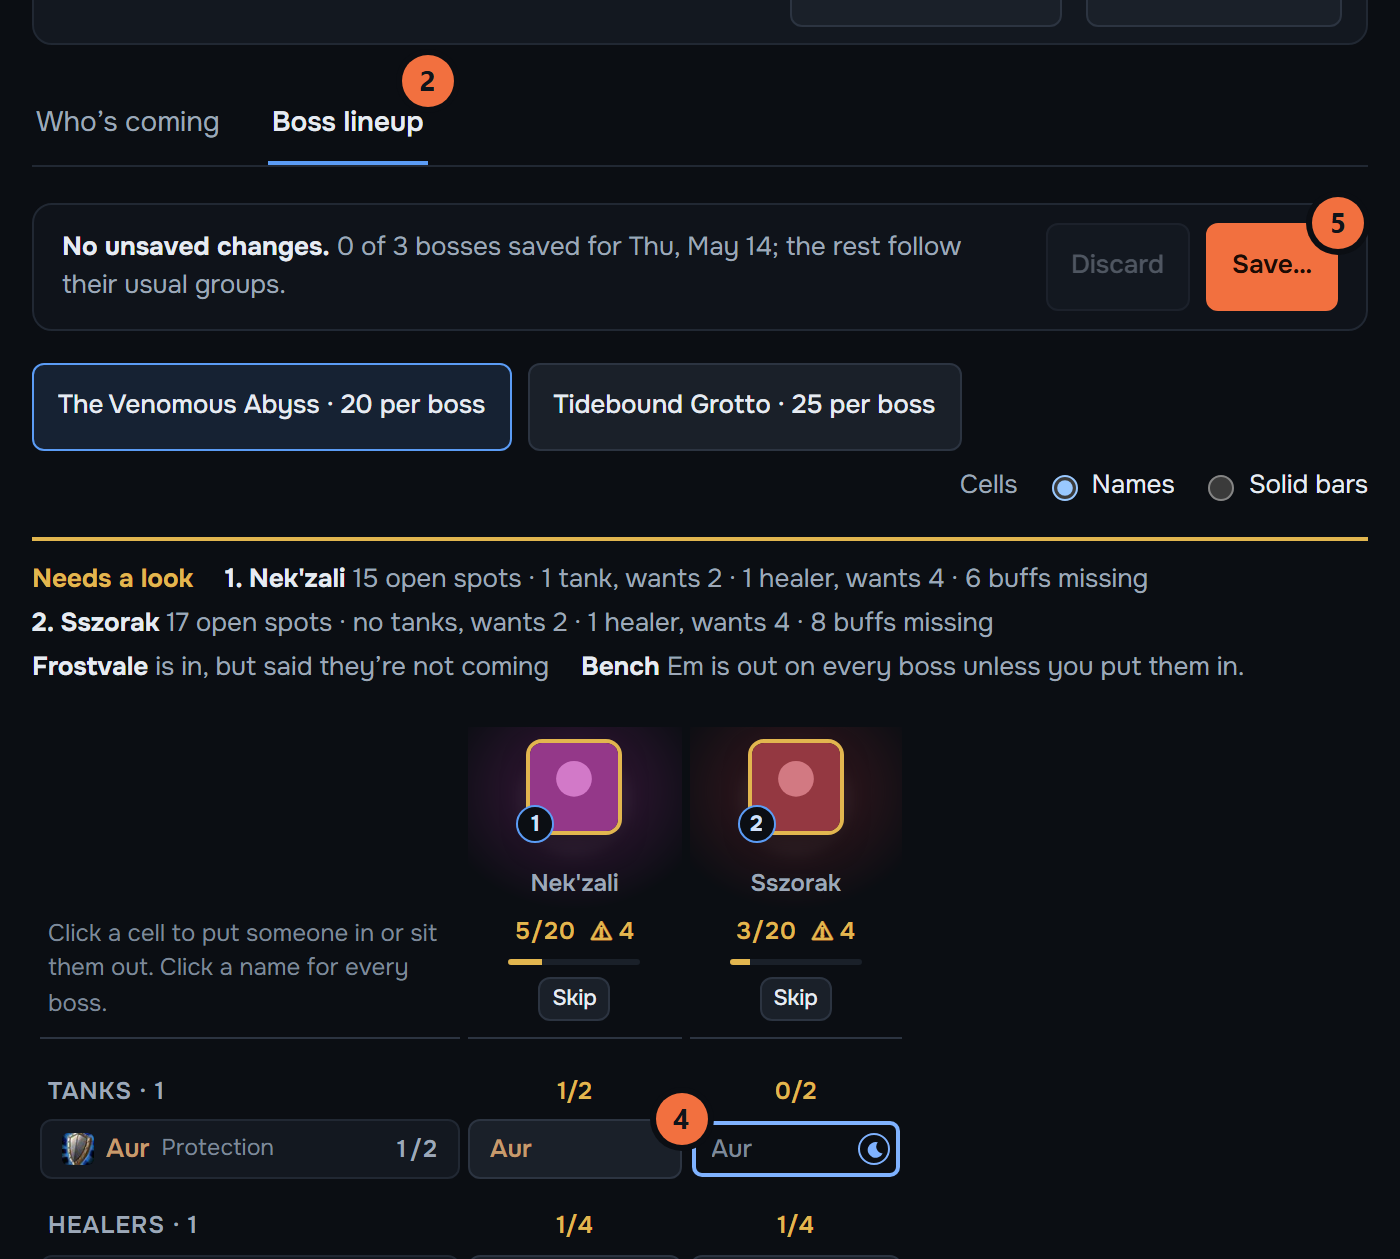 2
Who’s coming
Boss lineup
5
No unsaved changes. 0 of 3 bosses saved for Thu, May 14; the rest follow
their usual groups.
Discard
Save...
The Venomous Abyss · 20 per boss
Tidebound Grotto · 25 per boss
Cells
Names
Solid bars
Needs a look 1. Nek'zali 15 open spots · 1 tank, wants 2 · 1 healer, wants 4 · 6 buffs missing
2. Sszorak 17 open spots · no tanks, wants 2 · 1 healer, wants 4 · 8 buffs missing
Frostvale is in, but said they’re not coming Bench Em is out on every boss unless you put them in.
1
2
Nek'zali
Sszorak
Click a cell to put someone in or sit
them out. Click a name for every
boss.
5/20 ⚠ 4
3/20 ⚠ 4
Skip
Skip
TANKS · 1
1/2
0/2
4
Aur Protection 1/2
Aur
Aur
HEALERS · 1
1/4
1/4